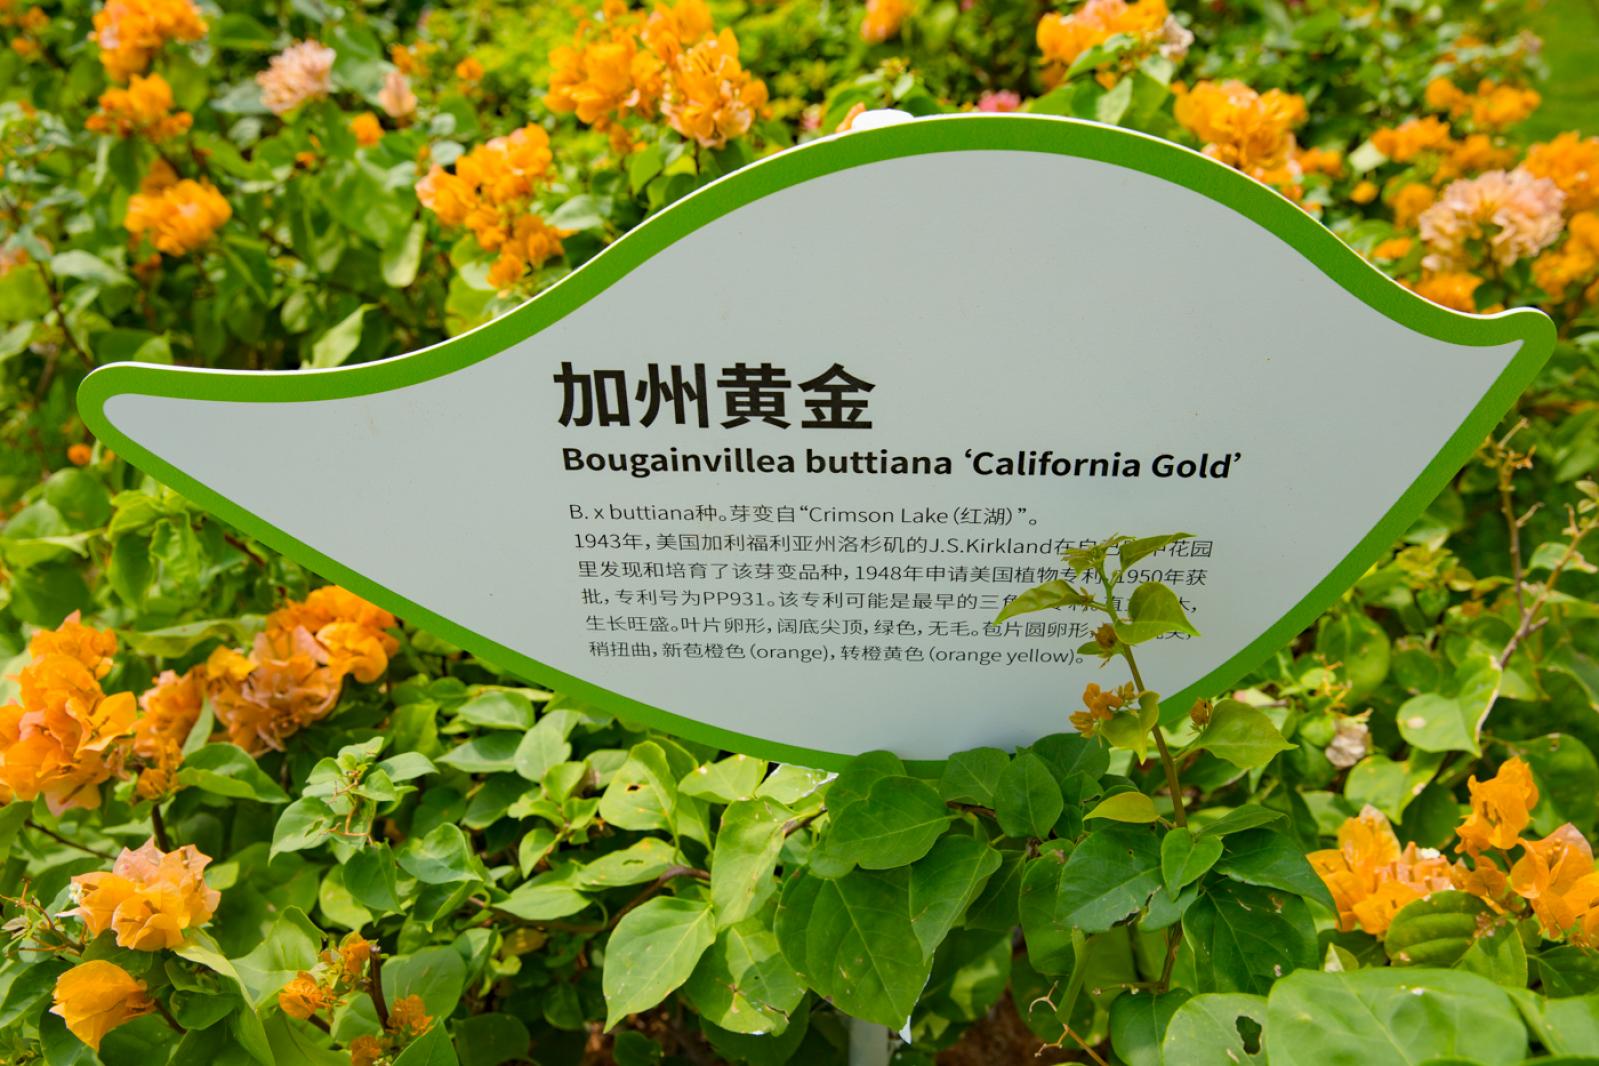 加州黄金
Bougainvillea buttiana ‘California Gold’
B. x buttiana种。芽变自“Crimson Lake（红湖）”。
1943年，美国加利福利亚州洛杉矶的J.S.Kirkland在自己 花园
里发现和培育了该芽变品种，1948年申请美国植物专利，1950年获
批，专利号为PP931。该专利可能是最早的三角
生长旺盛。叶片卵形，阔底尖顶，绿色，无毛。苞片圆卵形，
稍扭曲，新苞橙色（orange），转橙黄色（orange yellow）。